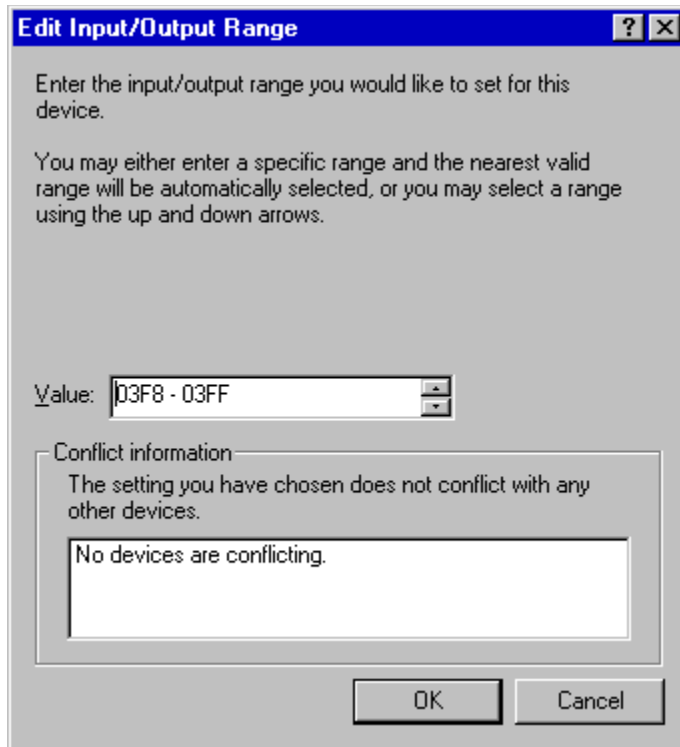 Edit Input/Output Range
Enter the input/output range you would like to set for this
device.
You may either enter a specific range and the nearest valid
range will be automatically selected, or you may select a range
using the up and down arrows.
Value: 03F8 - 03FF
Conflict information
The setting you have chosen does not conflict with any
other devices.
No devices are conflicting.
OK Cancel